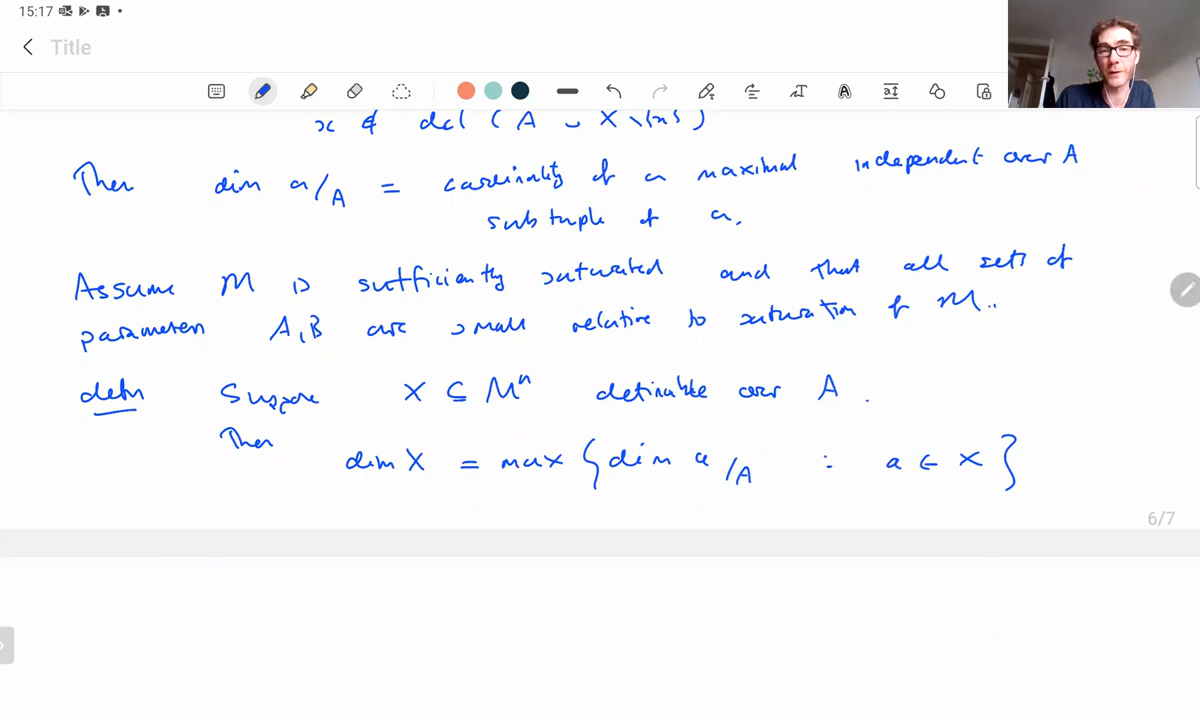 15:17
Title
x ∉ dcl ( A ∪ X \ {x} )
Then dim a/A = cardinality of a maximal independent over A
subtuple of a.
Assume M is sufficiently saturated and that all sets of
parameters A, B are small relative to saturation of M.
defn Suppose X ⊆ Mⁿ definable over A.
Then
dim X = max { dim a/A : a ∈ X }
6/7